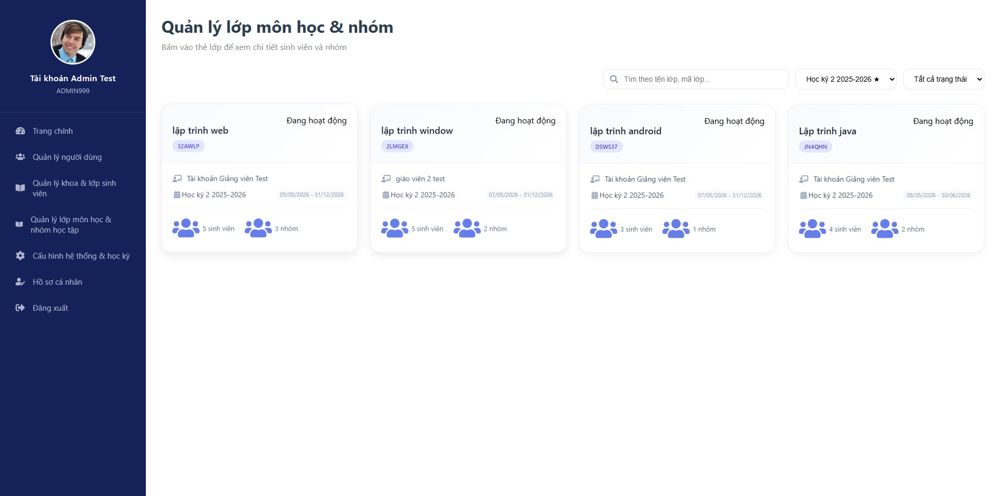 Tài khoản Admin Test
ADMIN999
Trang chính
Quản lý người dùng
Quản lý khoa & lớp sinh
viên
Quản lý lớp môn học &
nhóm học tập
Cấu hình hệ thống & học kỳ
Hồ sơ cá nhân
Đăng xuất
Quản lý lớp môn học & nhóm
Bấm vào thẻ lớp để xem chi tiết sinh viên và nhóm
Tìm theo tên lớp, mã lớp...
Học kỳ 2 2025-2026 ★
Tất cả trạng thái
Đang hoạt động
lập trình web
32AWLP
Tài khoản Giảng viên Test
Học kỳ 2 2025-2026
05/05/2026 - 31/12/2026
5 sinh viên
3 nhóm
Đang hoạt động
lập trình window
2LMGEX
giáo viên 2 test
Học kỳ 2 2025-2026
07/05/2026 - 31/12/2026
5 sinh viên
2 nhóm
Đang hoạt động
lập trình android
DSWS37
Tài khoản Giảng viên Test
Học kỳ 2 2025-2026
07/05/2026 - 31/12/2026
3 sinh viên
1 nhóm
Đang hoạt động
Lập trình java
JN4QHN
Tài khoản Giảng viên Test
Học kỳ 2 2025-2026
08/05/2026 - 30/06/2026
4 sinh viên
2 nhóm